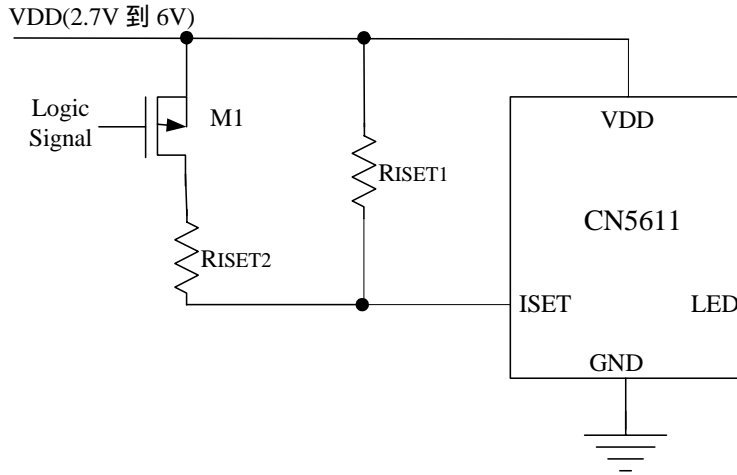 VDD(2.7V 到 6V)
Logic
Signal
M1
RISET1
RISET2
VDD
CN5611
ISET
LED
GND